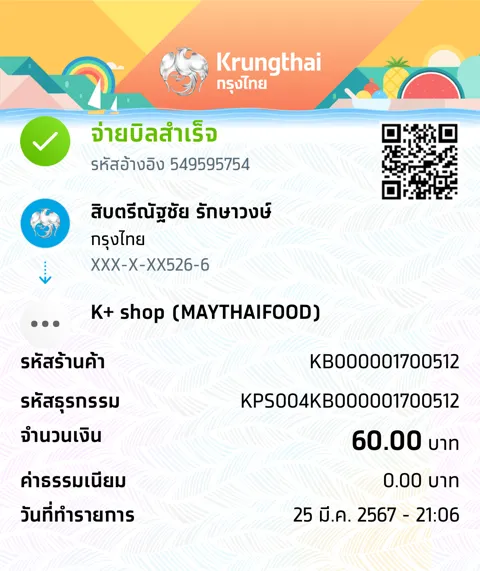 Krungthai
กรุงไทย
จ่ายบิลสำเร็จ
รหัสอ้างอิง 549595754
สิบตรีณัฐชัย รักษาวงษ์
กรุงไทย
XXX-X-XX526-6
K+ shop (MAYTHAIFOOD)
รหัสร้านค้า KB000001700512
รหัสธุรกรรม KPS004KB000001700512
จำนวนเงิน 60.00 บาท
ค่าธรรมเนียม 0.00 บาท
วันที่ทำรายการ 25 มี.ค. 2567 - 21:06